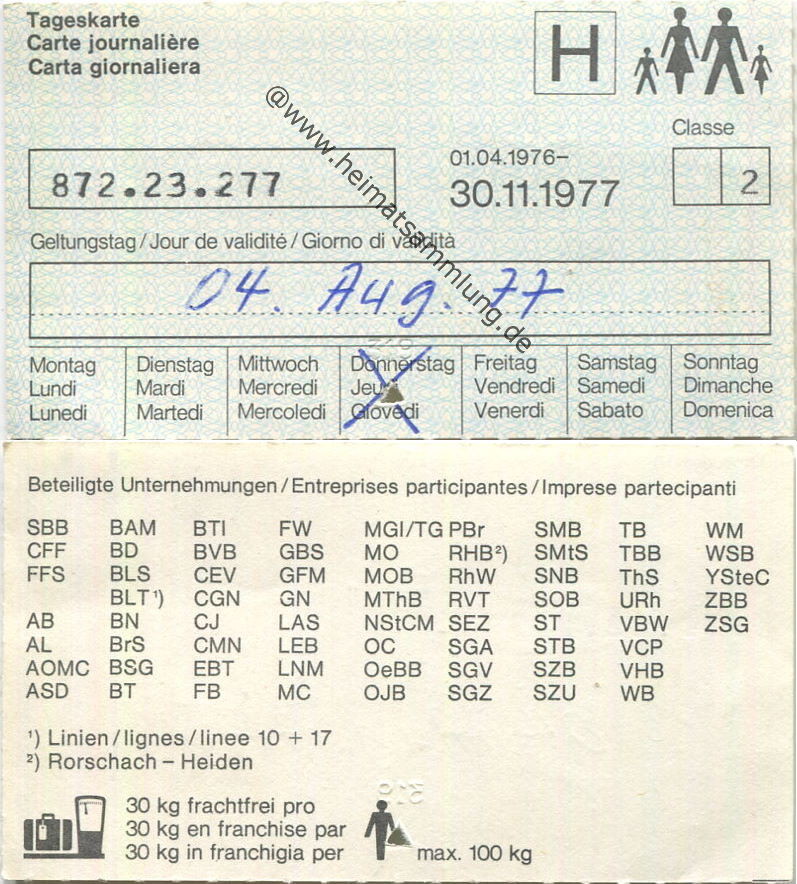 Tageskarte
Carte journalière
Carta giornaliera
H
Classe
872.23.277
01.04.1976–
30.11.1977
2
Geltungstag/Jour de validité/Giorno di validità
04. Aug. 77
Montag Dienstag Mittwoch Donnerstag Freitag Samstag Sonntag
Lundi Mardi Mercredi Jeudi Vendredi Samedi Dimanche
Lunedi Martedi Mercoledi Giovedi Venerdi Sabato Domenica
@www.heimatsammlung.de
Beteiligte Unternehmungen/Entreprises participantes/Imprese partecipanti
SBB BAM BTI FW MGI/TG PBr SMB TB WM
CFF BD BVB GBS MO RHB²) SMtS TBB WSB
FFS BLS CEV GFM MOB RhW SNB ThS YSteC
BLT¹) CGN GN MThB RVT SOB URh ZBB
AB BN CJ LAS NStCM SEZ ST VBW ZSG
AL BrS CMN LEB OC SGA STB VCP
AOMC BSG EBT LNM OeBB SGV SZB VHB
ASD BT FB MC OJB SGZ SZU WB
¹) Linien/lignes/linee 10 + 17
²) Rorschach – Heiden
30 kg frachtfrei pro
30 kg en franchise par
30 kg in franchigia per max. 100 kg